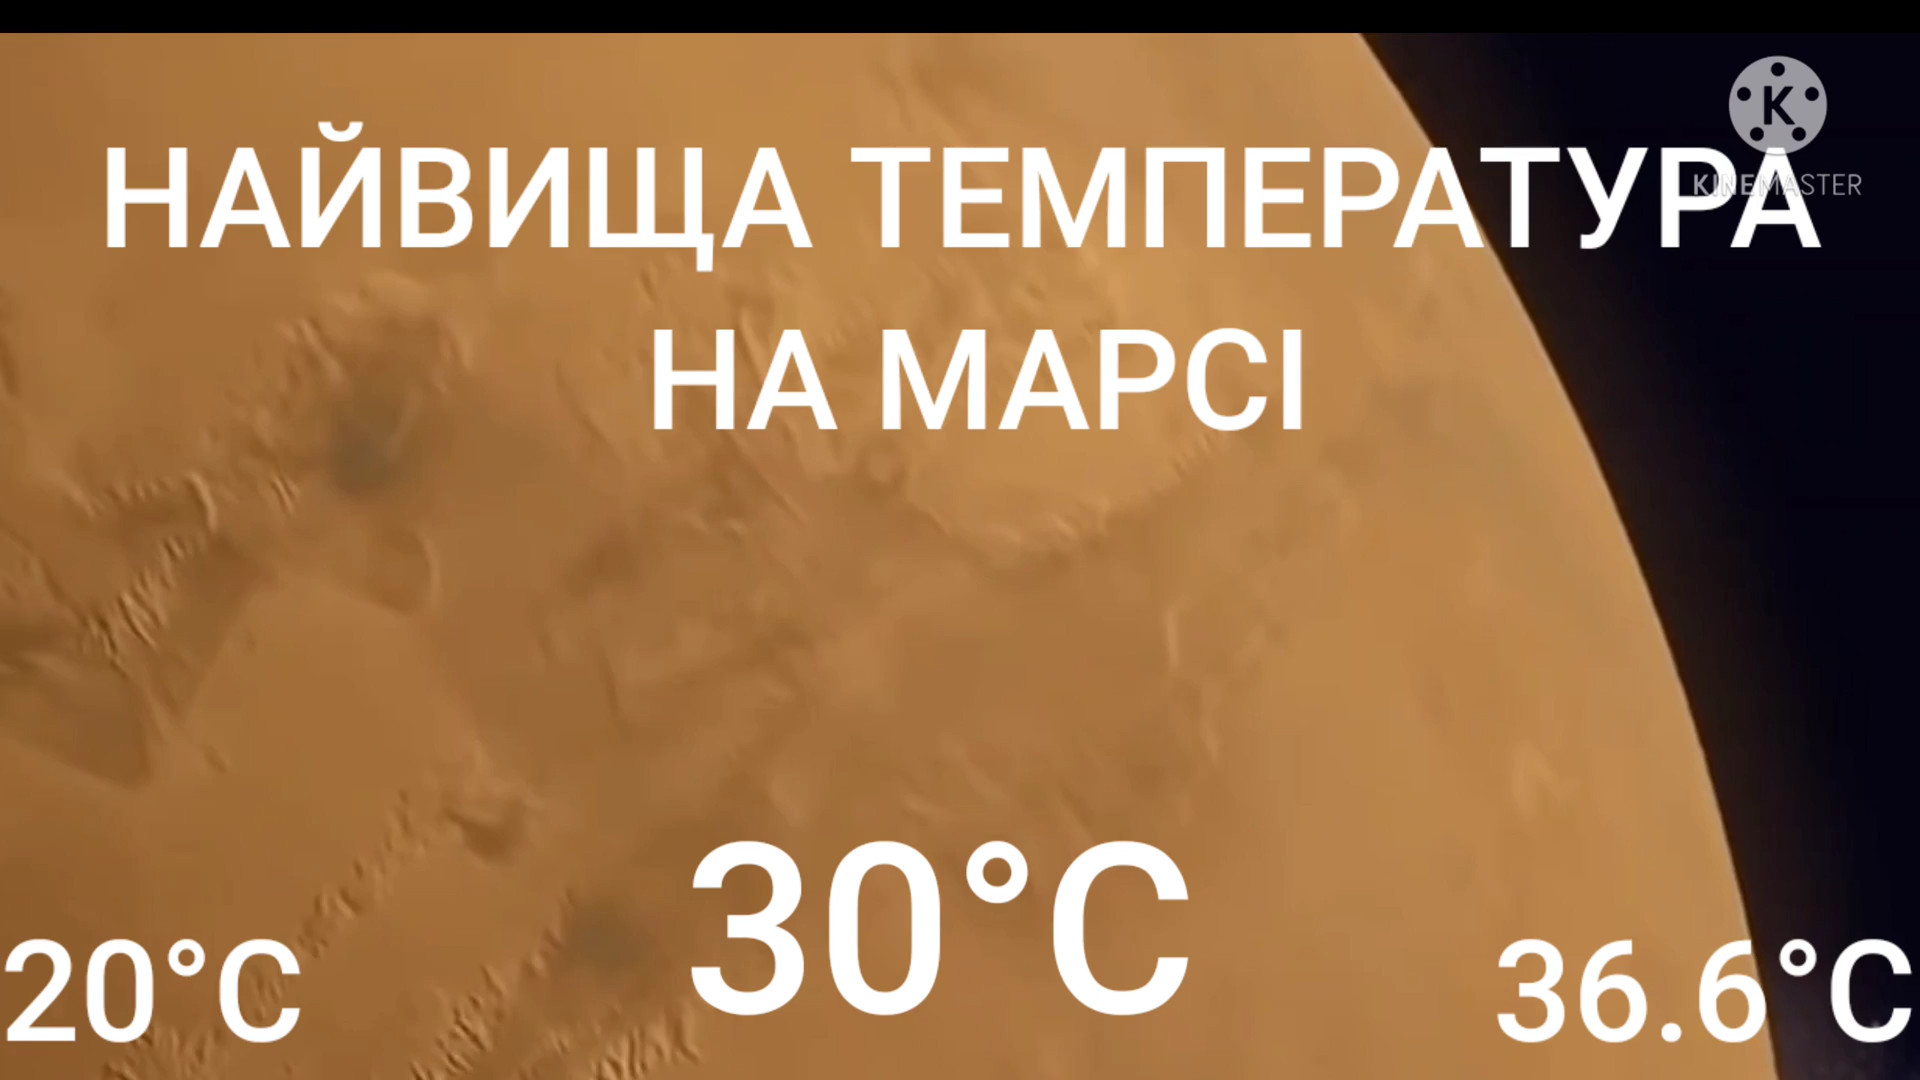 K
KINEMASTER
НАЙВИЩА ТЕМПЕРАТУРА
НА МАРСІ
20°C
30°C
36.6°C